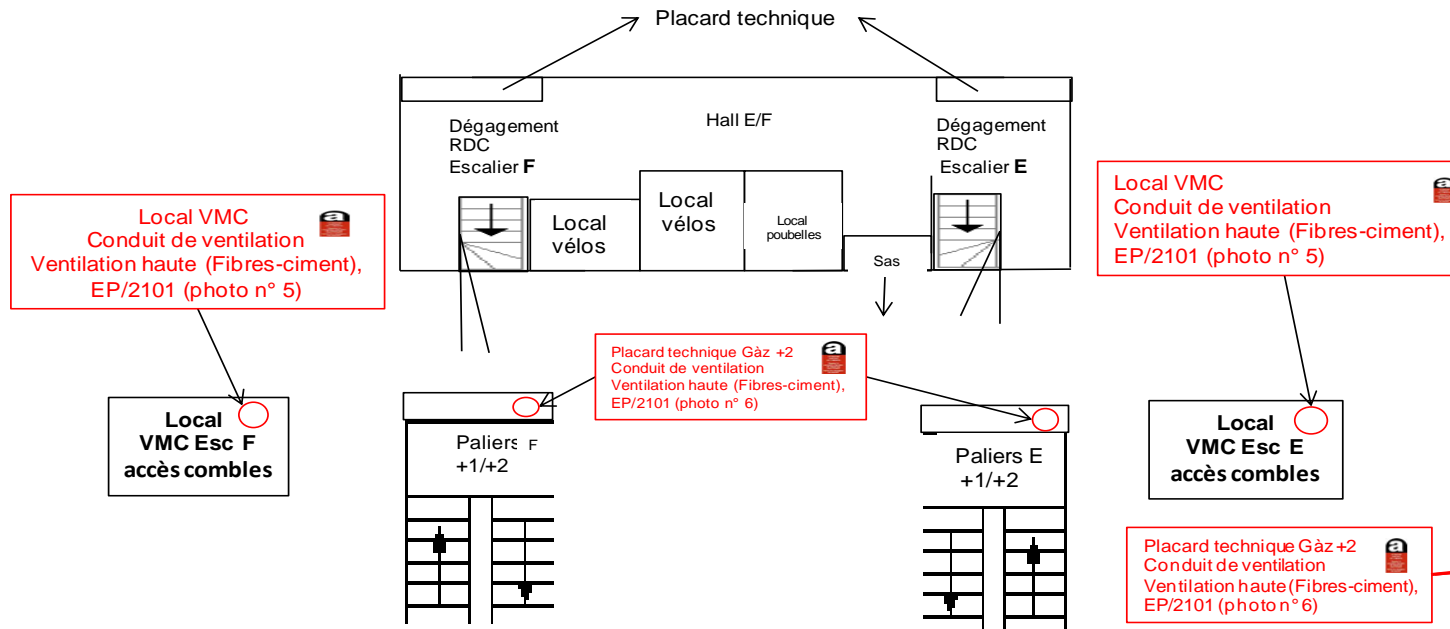 Placard technique
Dégagement
RDC
Escalier F
Hall E/F
Dégagement
RDC
Escalier E
Local VMC
Conduit de ventilation
Ventilation haute (Fibres-ciment),
EP/2101 (photo n° 5)
a
Local
vélos
Local
vélos
Local
poubelles
Sas
Local VMC
Conduit de ventilation
Ventilation haute (Fibres-ciment),
EP/2101 (photo n° 5)
a
Placard technique Gàz +2
Conduit de ventilation
Ventilation haute (Fibres-ciment),
EP/2101 (photo n° 6)
a
Local
VMC Esc F
accès combles
Paliers F
+1/+2
Paliers E
+1/+2
Local
VMC Esc E
accès combles
Placard technique Gàz +2
Conduit de ventilation
Ventilation haute (Fibres-ciment),
EP/2101 (photo n° 6)
a